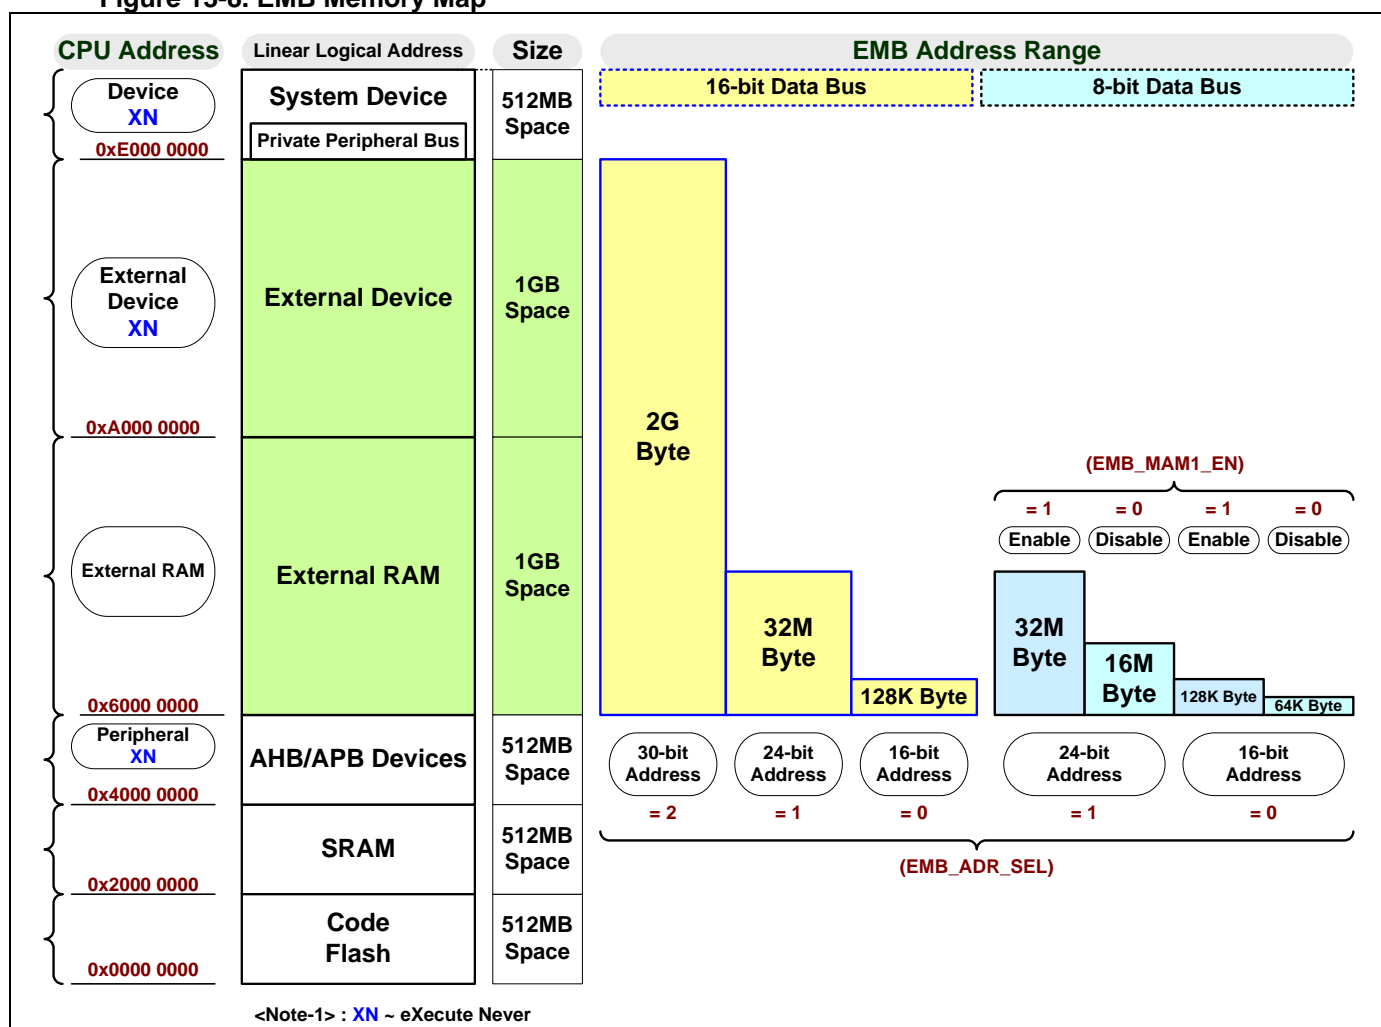 Figure 13-8. EMB Memory Map
CPU Address
Linear Logical Address
Size
EMB Address Range
Device
XN
0xE000 0000
System Device
Private Peripheral Bus
512MB
Space
16-bit Data Bus
8-bit Data Bus
External
Device
XN
0xA000 0000
External Device
1GB
Space
2G
Byte
External RAM
0x6000 0000
External RAM
1GB
Space
32M
Byte
128K Byte
(EMB_MAM1_EN)
= 1
= 0
= 1
= 0
Enable
Disable
Enable
Disable
32M
Byte
16M
Byte
128K Byte
64K Byte
Peripheral
XN
0x4000 0000
AHB/APB Devices
512MB
Space
30-bit
Address
24-bit
Address
16-bit
Address
24-bit
Address
16-bit
Address
= 2
= 1
= 0
= 1
= 0
(EMB_ADR_SEL)
0x2000 0000
SRAM
512MB
Space
0x0000 0000
Code
Flash
512MB
Space
<Note-1> : XN ~ eXecute Never